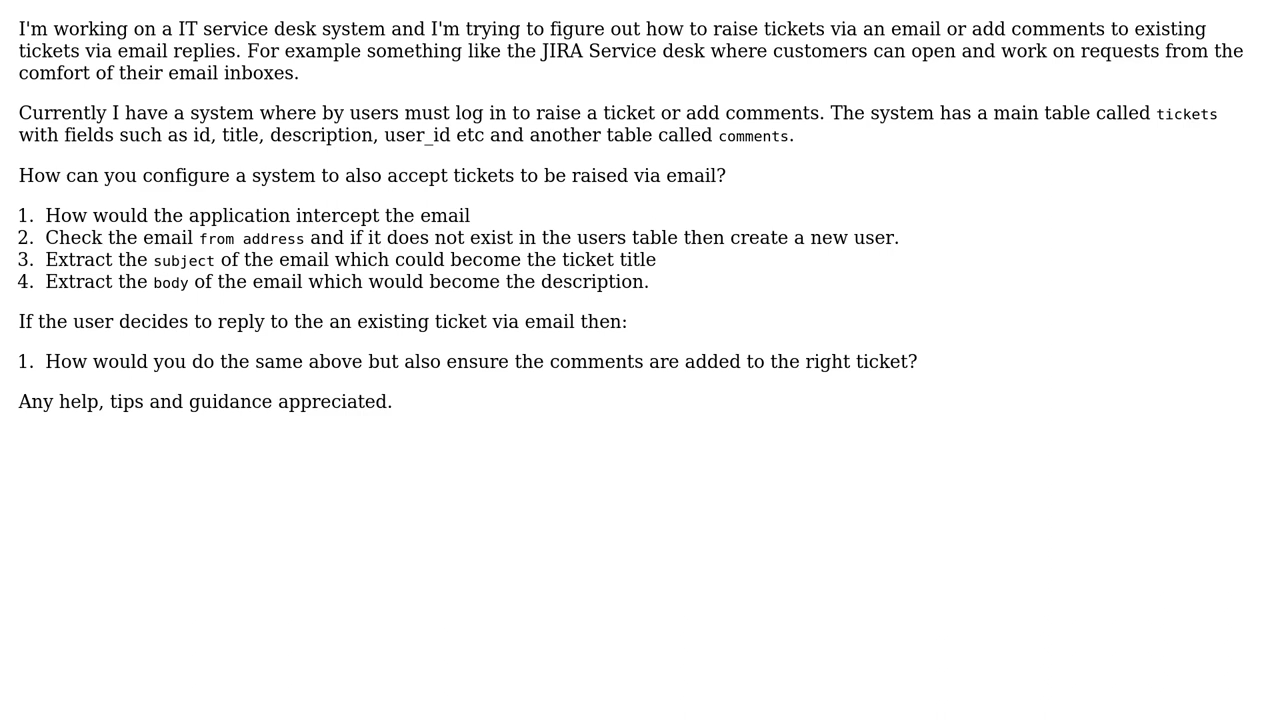 I'm working on a IT service desk system and I'm trying to figure out how to raise tickets via an email or add comments to existing
tickets via email replies. For example something like the JIRA Service desk where customers can open and work on requests from the
comfort of their email inboxes.
Currently I have a system where by users must log in to raise a ticket or add comments. The system has a main table called tickets
with fields such as id, title, description, user_id etc and another table called comments.
How can you configure a system to also accept tickets to be raised via email?
1. How would the application intercept the email
2. Check the email from address and if it does not exist in the users table then create a new user.
3. Extract the subject of the email which could become the ticket title
4. Extract the body of the email which would become the description.
If the user decides to reply to the an existing ticket via email then:
1. How would you do the same above but also ensure the comments are added to the right ticket?
Any help, tips and guidance appreciated.